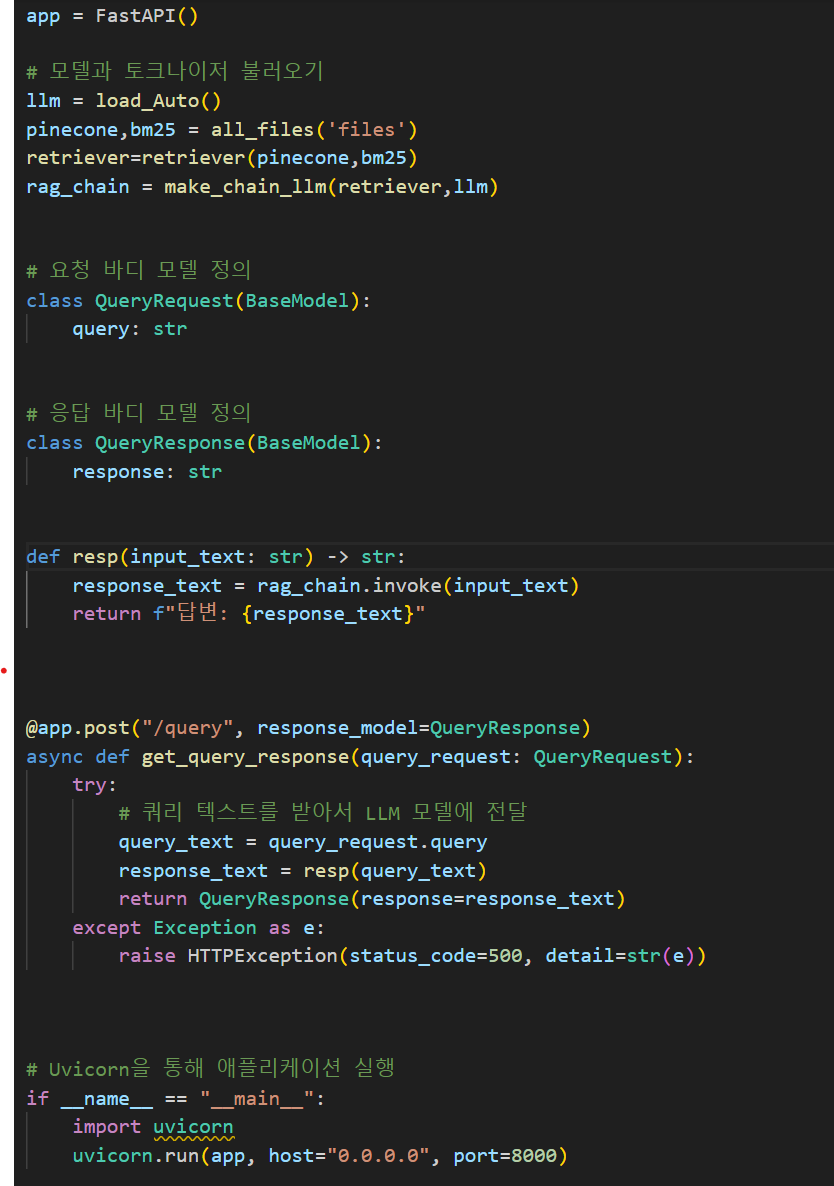 app = FastAPI()
# 모델과 토크나이저 불러오기
llm = load_Auto()
pinecone,bm25 = all_files('files')
retriever=retriever(pinecone,bm25)
rag_chain = make_chain_llm(retriever,llm)
# 요청 바디 모델 정의
class QueryRequest(BaseModel):
    query: str
# 응답 바디 모델 정의
class QueryResponse(BaseModel):
    response: str
def resp(input_text: str) -> str:
    response_text = rag_chain.invoke(input_text)
    return f"답변: {response_text}"
@app.post("/query", response_model=QueryResponse)
async def get_query_response(query_request: QueryRequest):
    try:
        # 쿼리 텍스트를 받아서 LLM 모델에 전달
        query_text = query_request.query
        response_text = resp(query_text)
        return QueryResponse(response=response_text)
    except Exception as e:
        raise HTTPException(status_code=500, detail=str(e))
# Uvicorn을 통해 애플리케이션 실행
if __name__ == "__main__":
    import uvicorn
    uvicorn.run(app, host="0.0.0.0", port=8000)